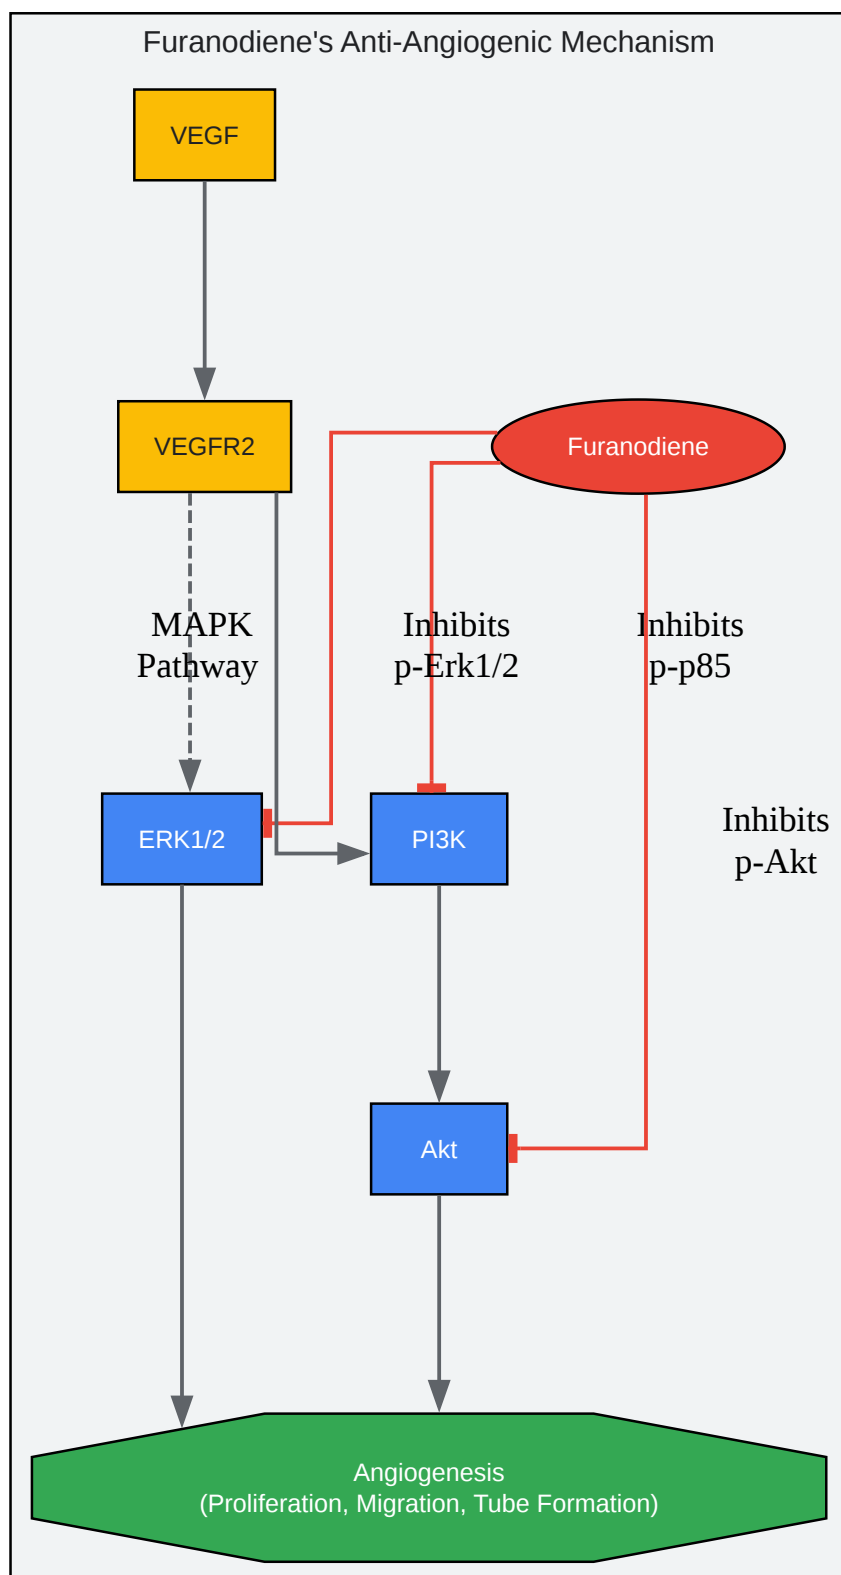 Furanodiene's Anti-Angiogenic Mechanism
VEGF
VEGFR2
Furanodiene
MAPK
Pathway
Inhibits
p-Erk1/2
Inhibits
p-p85
Inhibits
p-Akt
ERK1/2
PI3K
Akt
Angiogenesis
(Proliferation, Migration, Tube Formation)